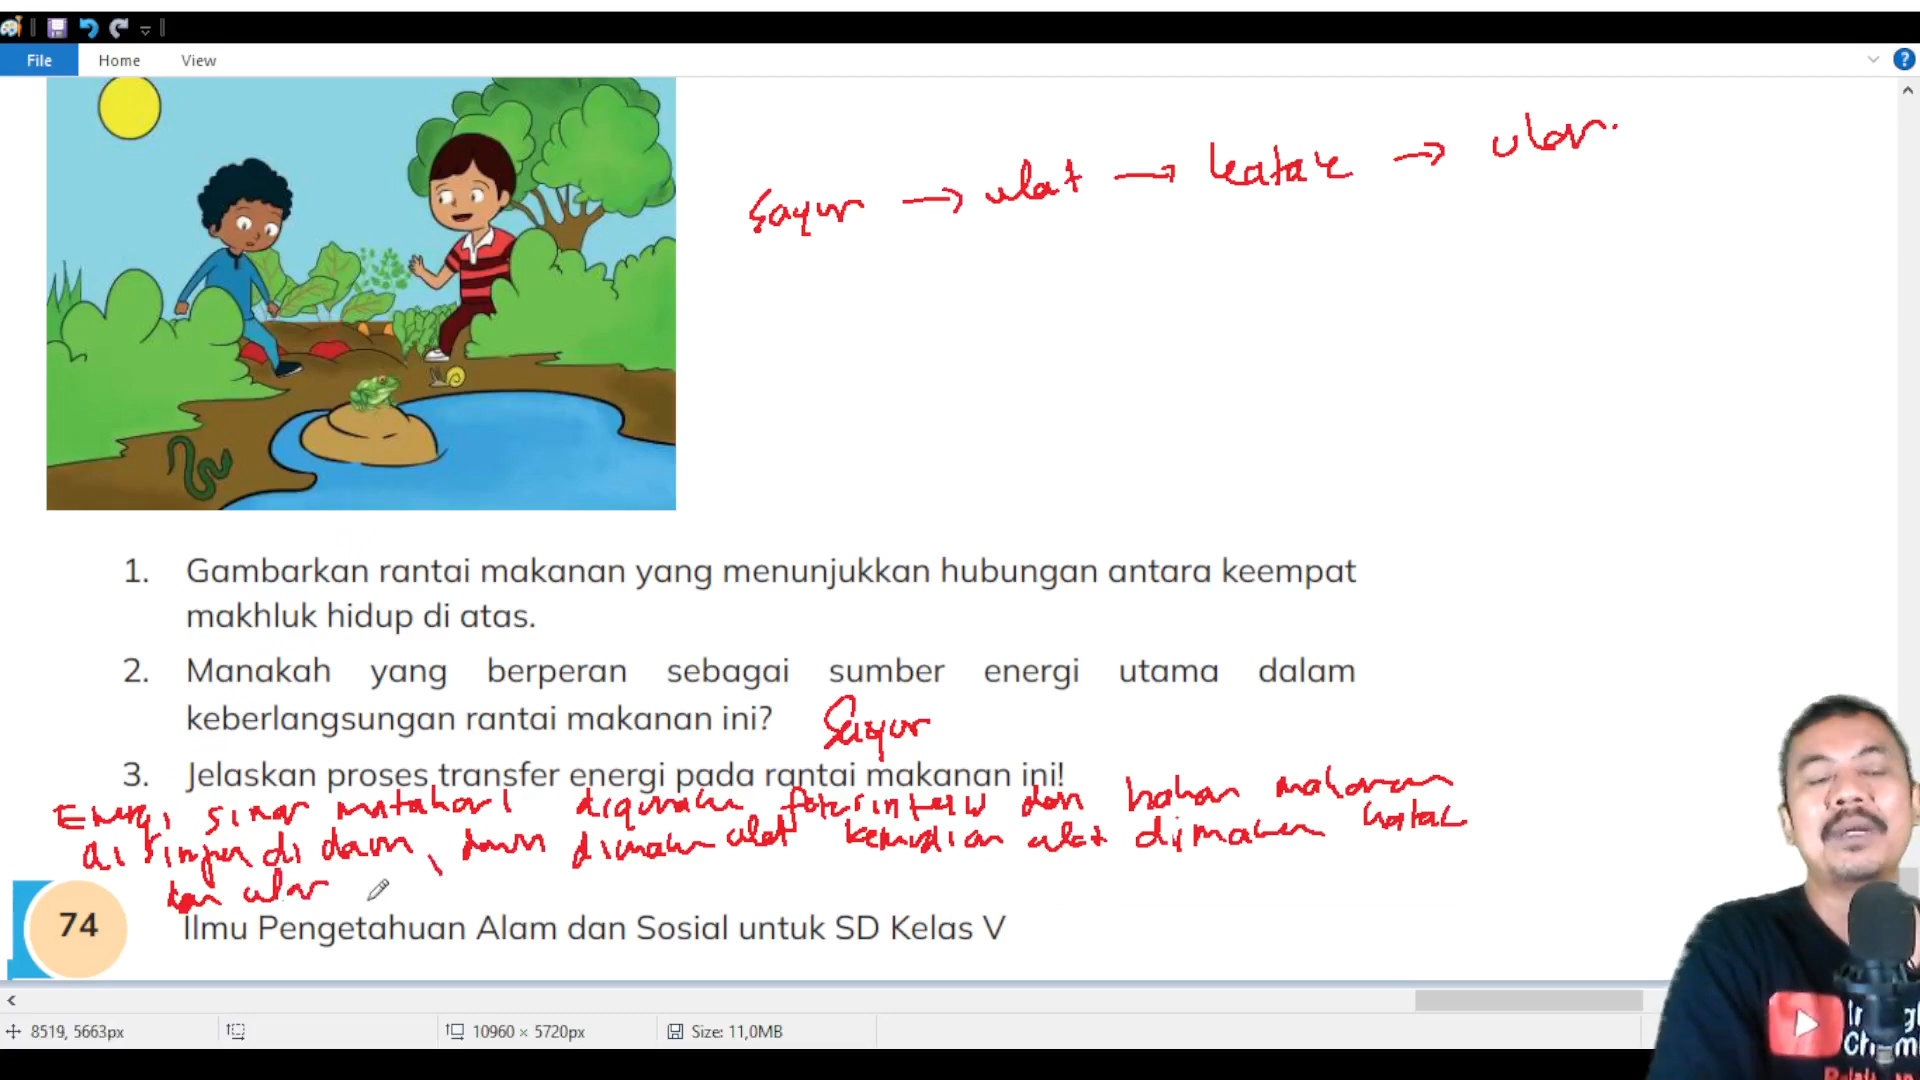 File Home View
Sayur → ulat → katak → ular.
1. Gambarkan rantai makanan yang menunjukkan hubungan antara keempat
makhluk hidup di atas.
2. Manakah yang berperan sebagai sumber energi utama dalam
keberlangsungan rantai makanan ini? Sayur
3. Jelaskan proses transfer energi pada rantai makanan ini!
Energi sinar matahari digunakan dan bahan makanan
di simpan di daun, daun dimakan ulat kemudian ulat dimakan katak
dan ular
74 Ilmu Pengetahuan Alam dan Sosial untuk SD Kelas V
8519, 5663px 10960 × 5720px Size: 11,0MB